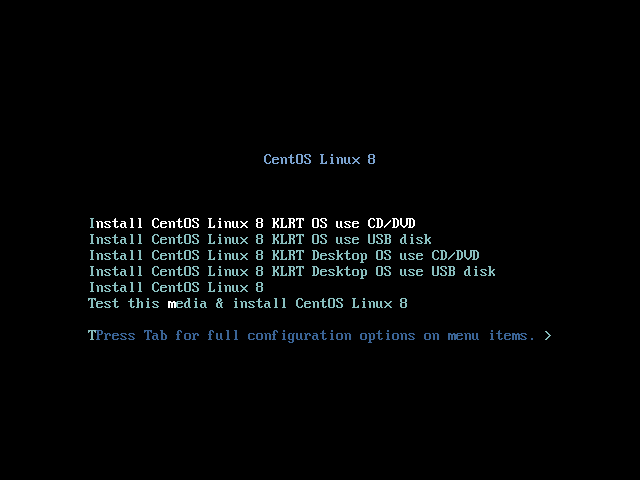 CentOS Linux 8
Install CentOS Linux 8 KLRT OS use CD/DVD
Install CentOS Linux 8 KLRT OS use USB disk
Install CentOS Linux 8 KLRT Desktop OS use CD/DVD
Install CentOS Linux 8 KLRT Desktop OS use USB disk
Install CentOS Linux 8
Test this media & install CentOS Linux 8
TPress Tab for full configuration options on menu items. >